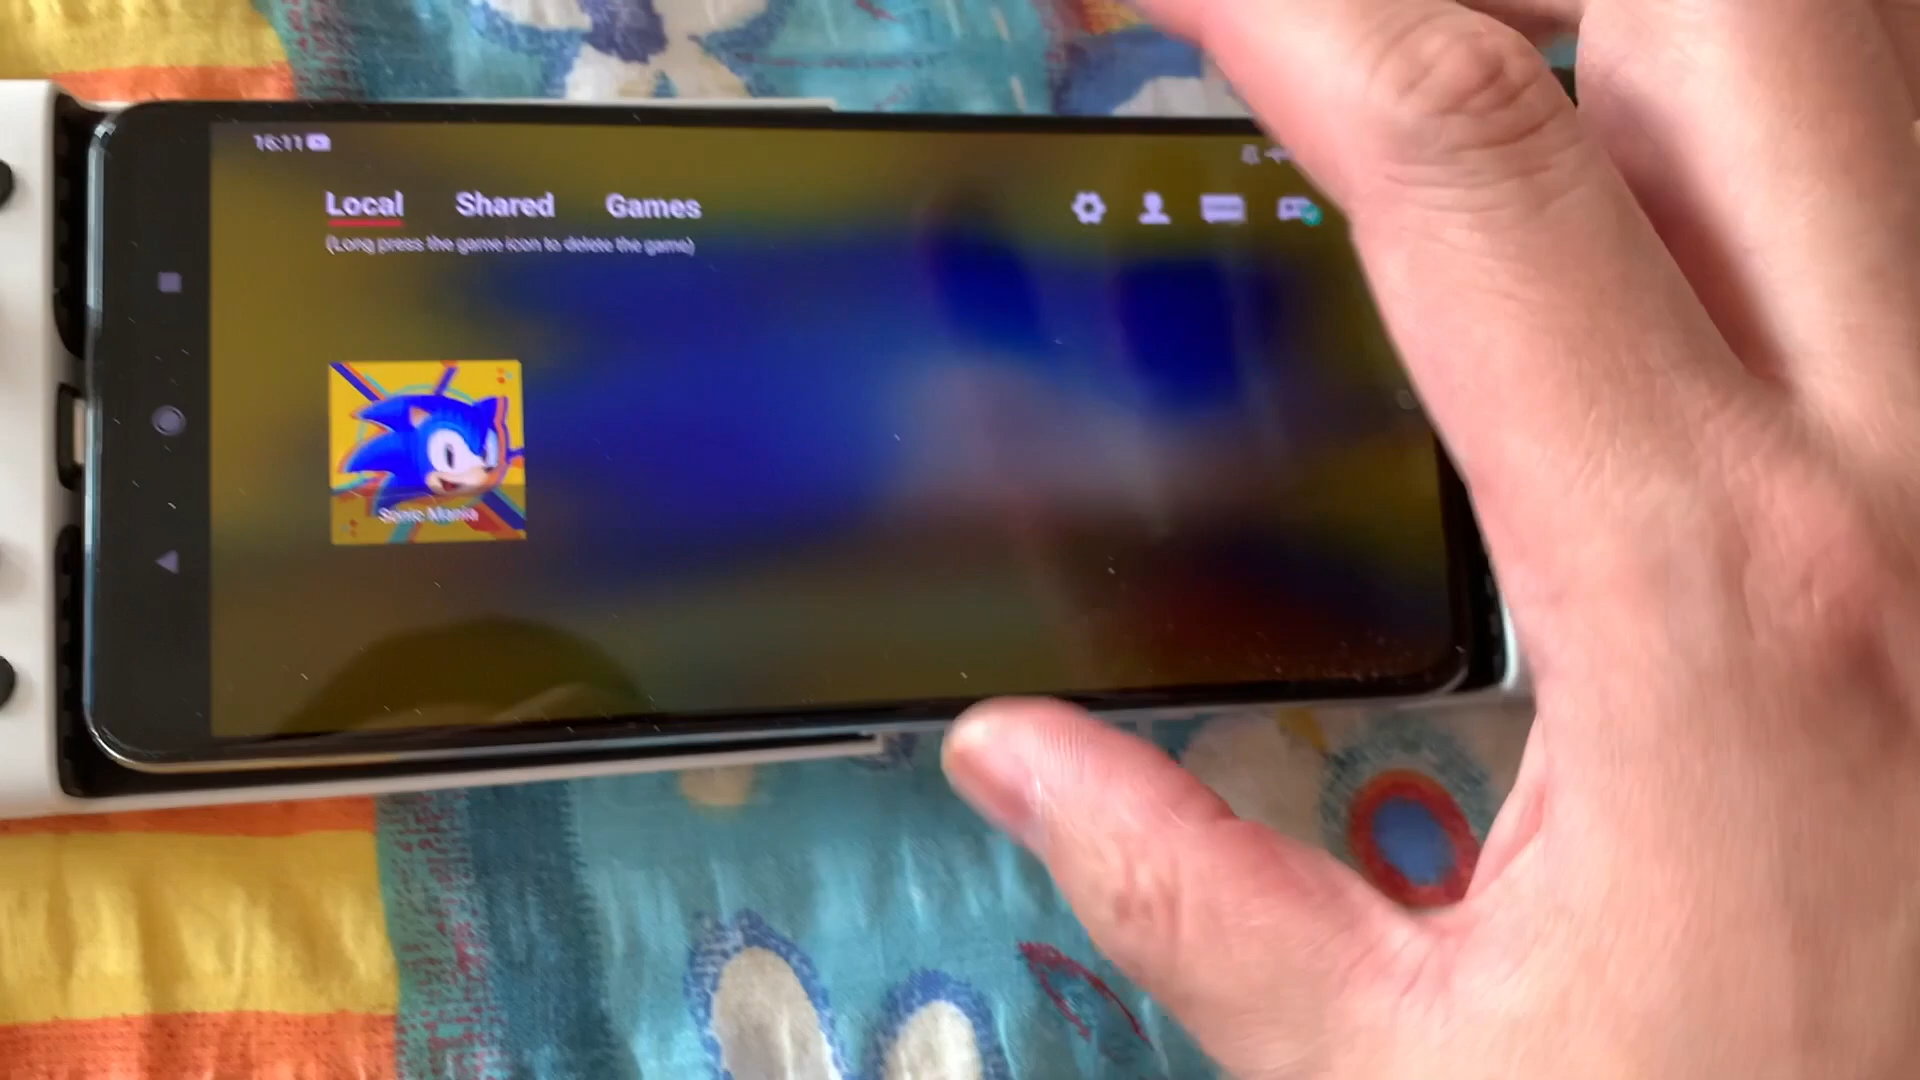 16:11
Local Shared Games
(Long press the game icon to delete the game)
Sonic Mania